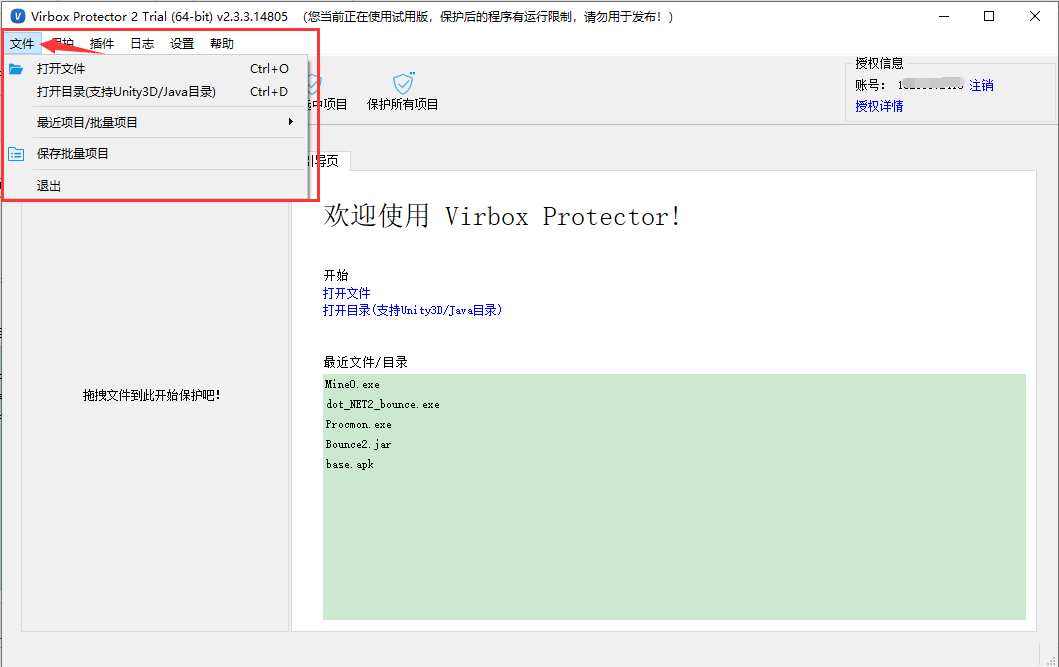 Virbox Protector 2 Trial (64-bit) v2.3.3.14805 (您当前正在使用试用版，保护后的程序有运行限制，请勿用于发布！)
文件 插件 日志 设置 帮助
打开文件 Ctrl+O
打开目录(支持Unity3D/Java目录) Ctrl+D
最近项目/批量项目
保存批量项目
退出
中项目 保护所有项目
授权信息
账号： 注销
授权详情
引导页
欢迎使用 Virbox Protector!
开始
打开文件
打开目录(支持Unity3D/Java目录)
最近文件/目录
MineO.exe
dot_NET2_bounce.exe
Procmon.exe
Bounce2.jar
base.apk
拖拽文件到此开始保护吧!